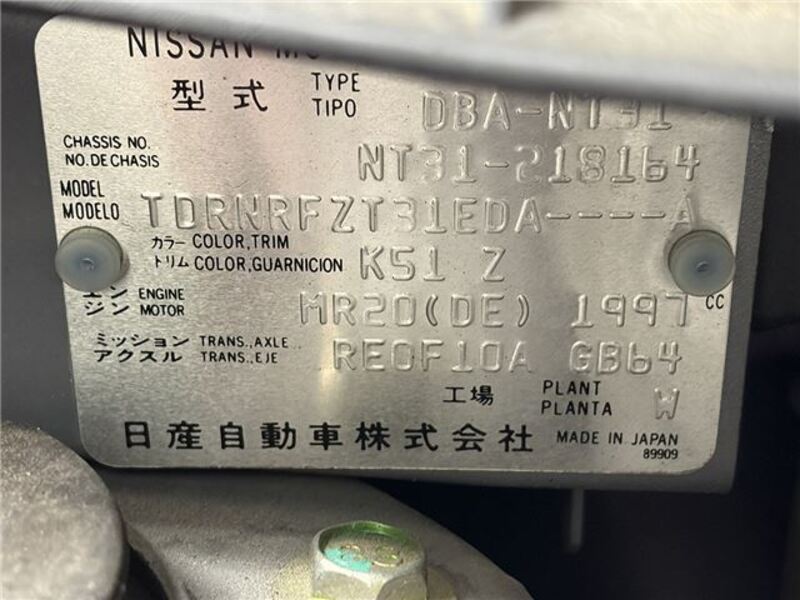 NISSAN
型式 TYPE TIPO DBA-NT31
CHASSIS NO. NO. DE CHASIS NT31-218164
MODEL MODELO TDRNRFZT31EDA----A
カラー COLOR,TRIM
トリム COLOR,GUARNICION K51 Z
エンジン ENGINE MOTOR MR20(DE) 1997 CC
ミッション TRANS.,AXLE
アクスル TRANS.,EJE RE0F10A GB64
工場 PLANT PLANTA W
日産自動車株式会社 MADE IN JAPAN
89909